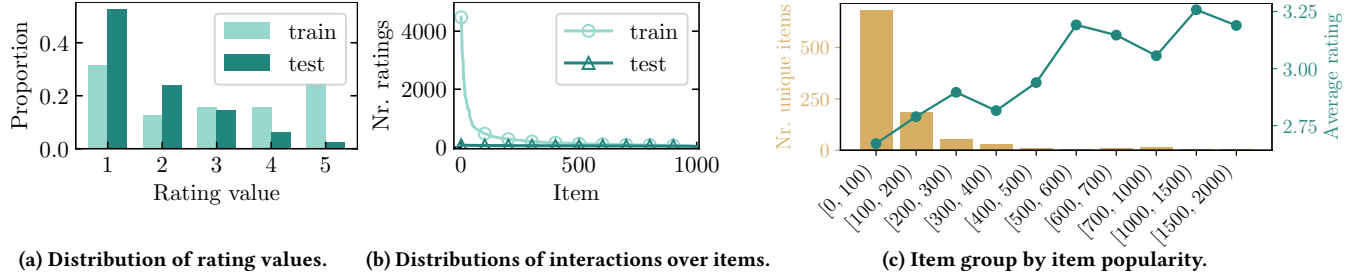 0.4
0.2
0.0
Proportion
train
test
1 2 3 4 5
Rating value
(a) Distribution of rating values.
4000
2000
0
Nr. ratings
train
test
0 500 1000
Item
(b) Distributions of interactions over items.
500
250
0
Nr. unique items
3.25
3.00
2.75
Average rating
[0, 100)
[100, 200)
[200, 300)
[300, 400)
[400, 500)
[500, 600)
[600, 700)
[700, 1000)
[1000, 1500)
[1500, 2000)
(c) Item group by item popularity.